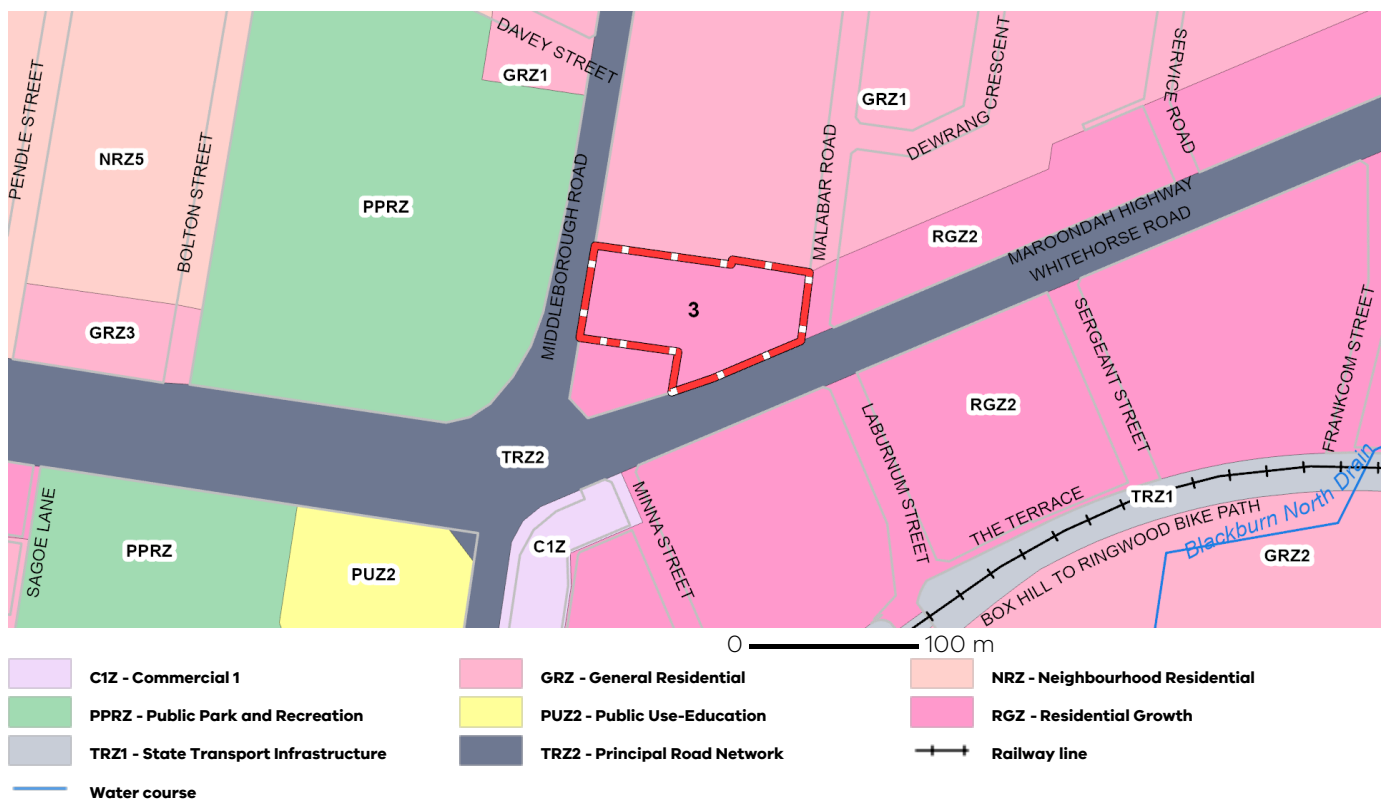 DAVEY STREET
GRZ1
PENDLE STREET
NRZ5
BOLTON STREET
PPRZ
MIDDLEBOROUGH ROAD
GRZ1
DEWRANG CRESCENT
SERVICE ROAD
MALABAR ROAD
RGZ2
MAROONDAH HIGHWAY
WHITEHORSE ROAD
3
GRZ3
SERGEANT STREET
FRANKCOM STREET
RGZ2
LABURNUM STREET
TRZ2
TRZ1
THE TERRACE
BOX HILL TO RINGWOOD BIKE PATH
Blackburn North Drain
GRZ2
SAGOE LANE
PPRZ
PUZ2
C1Z
MINNA STREET
0 100 m
C1Z - Commercial 1
GRZ - General Residential
NRZ - Neighbourhood Residential
PPRZ - Public Park and Recreation
PUZ2 - Public Use-Education
RGZ - Residential Growth
TRZ1 - State Transport Infrastructure
TRZ2 - Principal Road Network
Railway line
Water course